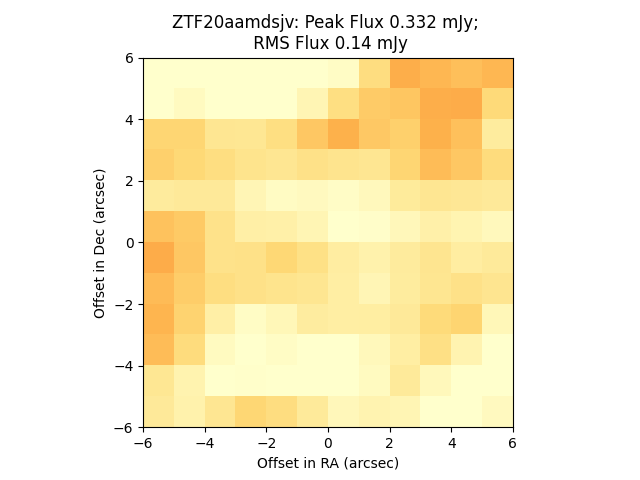 ZTF20aamdsjv: Peak Flux 0.332 mJy;
RMS Flux 0.14 mJy
6
4
2
0
−2
−4
−6
Offset in Dec (arcsec)
−6 −4 −2 0 2 4 6
Offset in RA (arcsec)